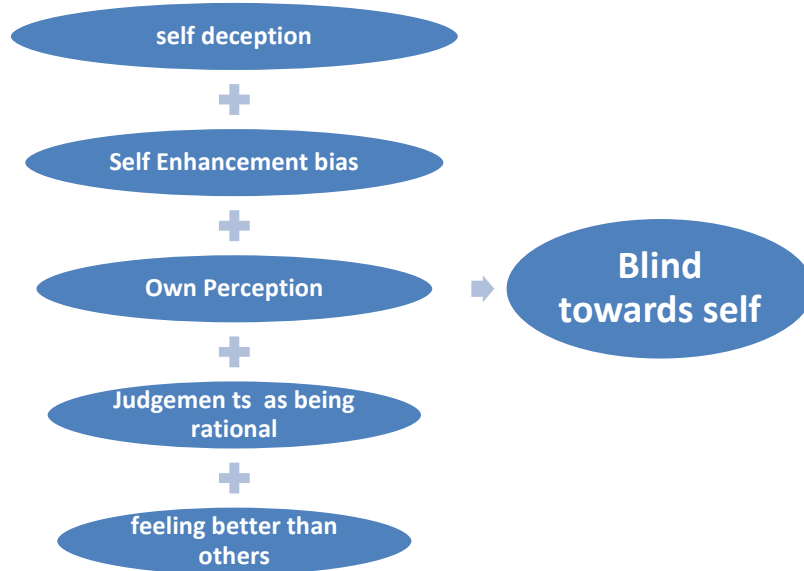 self deception
Self Enhancement bias
Own Perception
Judgemen ts as being
rational
feeling better than
others
Blind
towards self